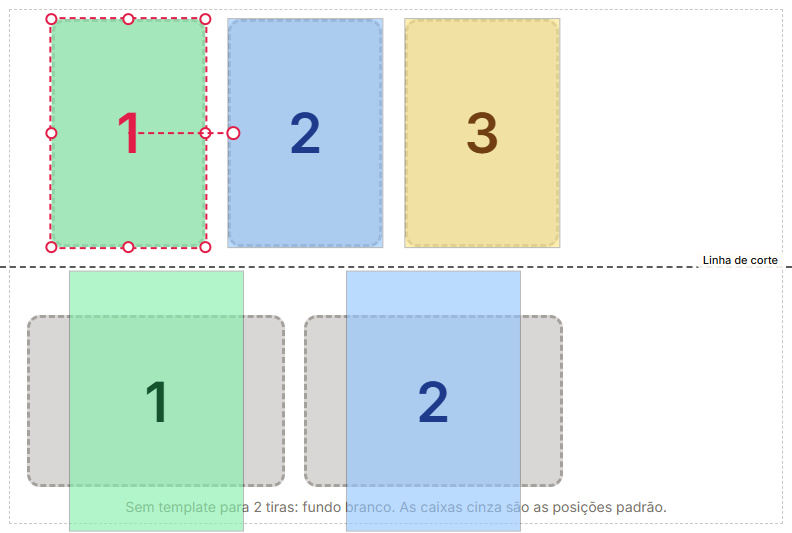 1
2
3
Linha de corte
1
2
Sem template para 2 tiras: fundo branco. As caixas cinza são as posições padrão.